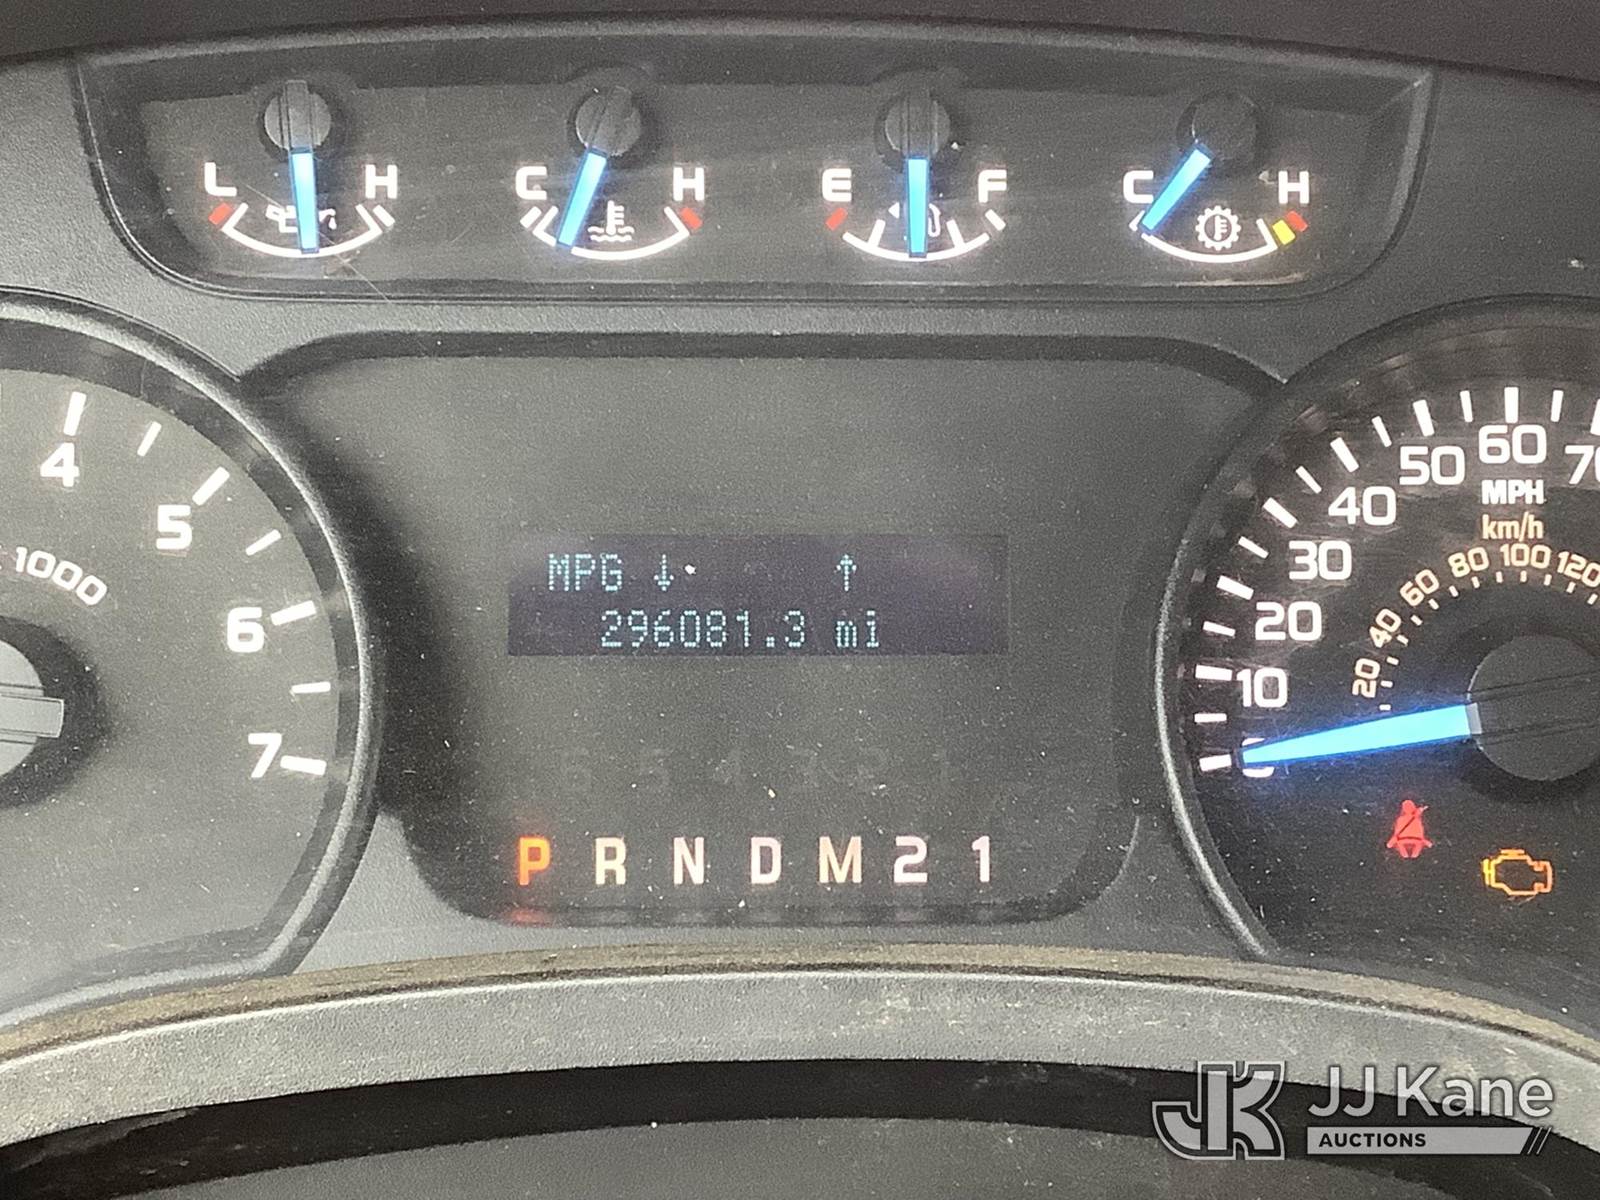 L H C H E F C H
4
5
6
7
1000
MPG ↓ ↑
296081.3 mi
P R N D M 2 1
10 20 30 40 50 60
MPH
km/h
20 40 60 80 100 120
JJ Kane
AUCTIONS